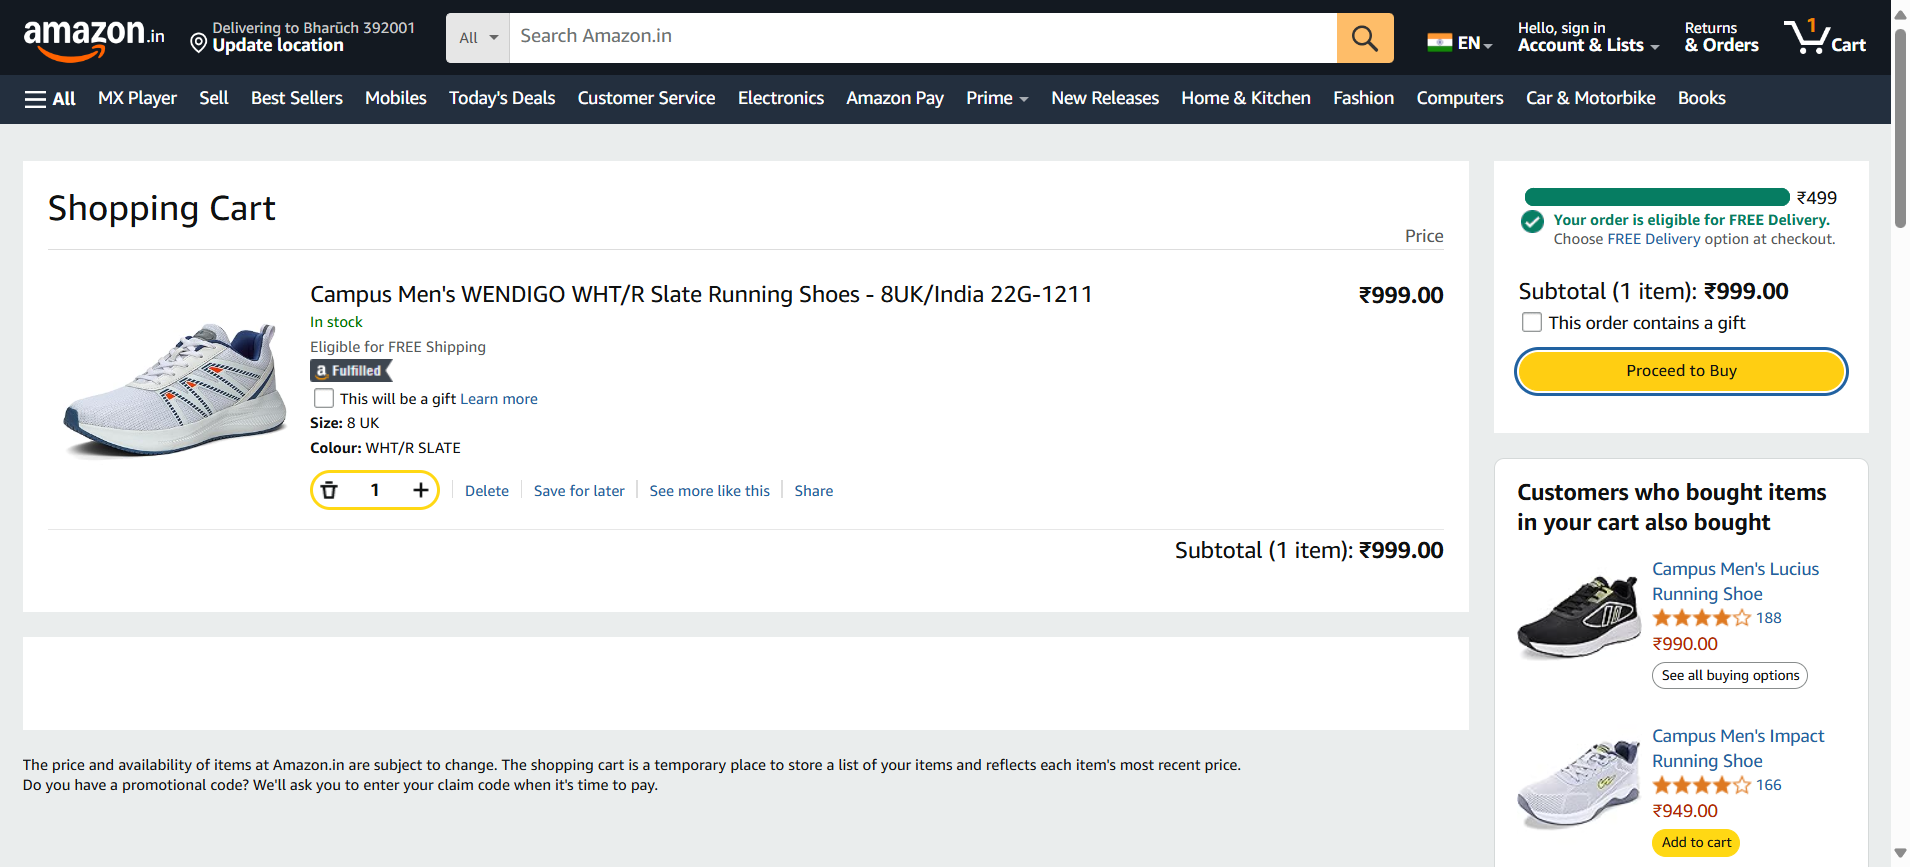 amazon.in
Delivering to Bharūch 392001
Update location
All
Search Amazon.in
EN
Hello, sign in
Account & Lists
Returns
& Orders
1
Cart
All
MX Player
Sell
Best Sellers
Mobiles
Today's Deals
Customer Service
Electronics
Amazon Pay
Prime
New Releases
Home & Kitchen
Fashion
Computers
Car & Motorbike
Books
Shopping Cart
Price
Campus Men's WENDIGO WHT/R Slate Running Shoes - 8UK/India 22G-1211
₹999.00
In stock
Eligible for FREE Shipping
a Fulfilled
This will be a gift Learn more
Size: 8 UK
Colour: WHT/R SLATE
1
Delete
Save for later
See more like this
Share
Subtotal (1 item): ₹999.00
The price and availability of items at Amazon.in are subject to change. The shopping cart is a temporary place to store a list of your items and reflects each item's most recent price.
Do you have a promotional code? We'll ask you to enter your claim code when it's time to pay.
₹499
Your order is eligible for FREE Delivery.
Choose FREE Delivery option at checkout.
Subtotal (1 item): ₹999.00
This order contains a gift
Proceed to Buy
Customers who bought items
in your cart also bought
Campus Men's Lucius
Running Shoe
188
₹990.00
See all buying options
Campus Men's Impact
Running Shoe
166
₹949.00
Add to cart